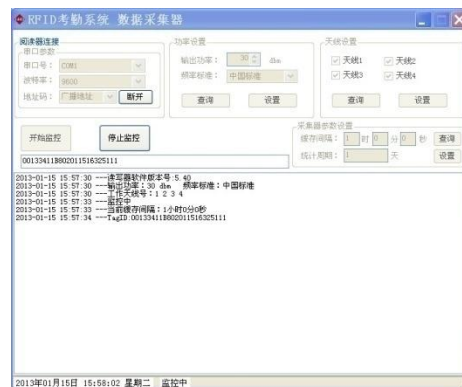 RFID考勤系统 数据采集器
阅读器连接
串口参数
串口号： COM1
波特率： 9600
地址码： 广播地址 断开
功率设置
输出功率： 30 dbm
频率标准： 中国标准
查询 设置
天线设置
天线1 天线2
天线3 天线4
查询 设置
开始监控 停止监控
采集器参数设置
缓存间隔： 1 时 0 分 0 秒 查询
统计周期： 1 天 设置
00133411B802011516325111
2013-01-15 15:57:30 ---读写器软件版本号:5.40
2013-01-15 15:57:30 ---输出功率：30 dbm 频率标准：中国标准
2013-01-15 15:57:30 ---工作天线号：1 2 3 4
2013-01-15 15:57:33 ---监控中
2013-01-15 15:57:33 ---当前缓存间隔：1小时0分0秒
2013-01-15 15:57:34 ---TagID:00133411B802011516325111
2013年01月15日 15:58:02 星期二 监控中